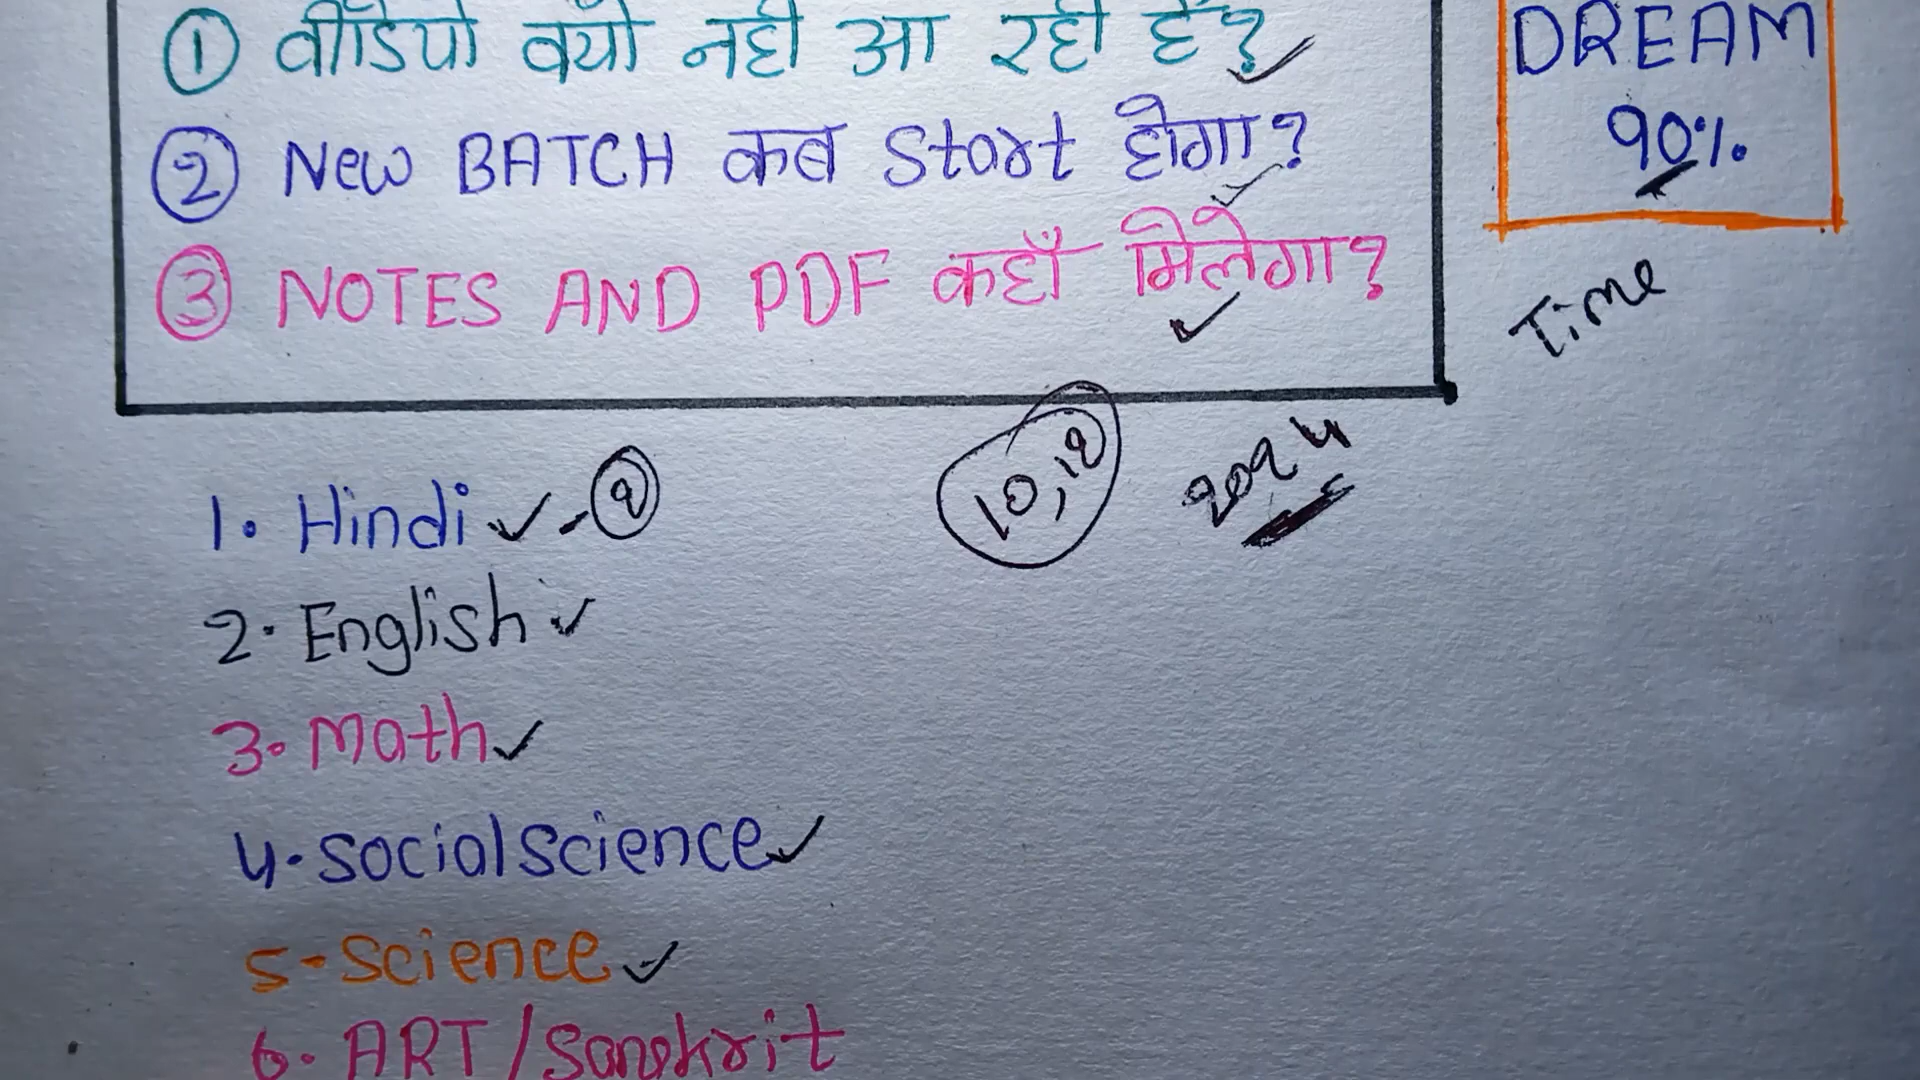 ① वीडियो क्यों नही आ रही हैं?
② New BATCH कब Start होगा?
③ NOTES AND PDF कहाँ मिलेगा?
DREAM
90%
Time
10,12
2024
1. Hindi
2. English
3. Math
4. Social Science
5-Science
6. ART/Sanskrit